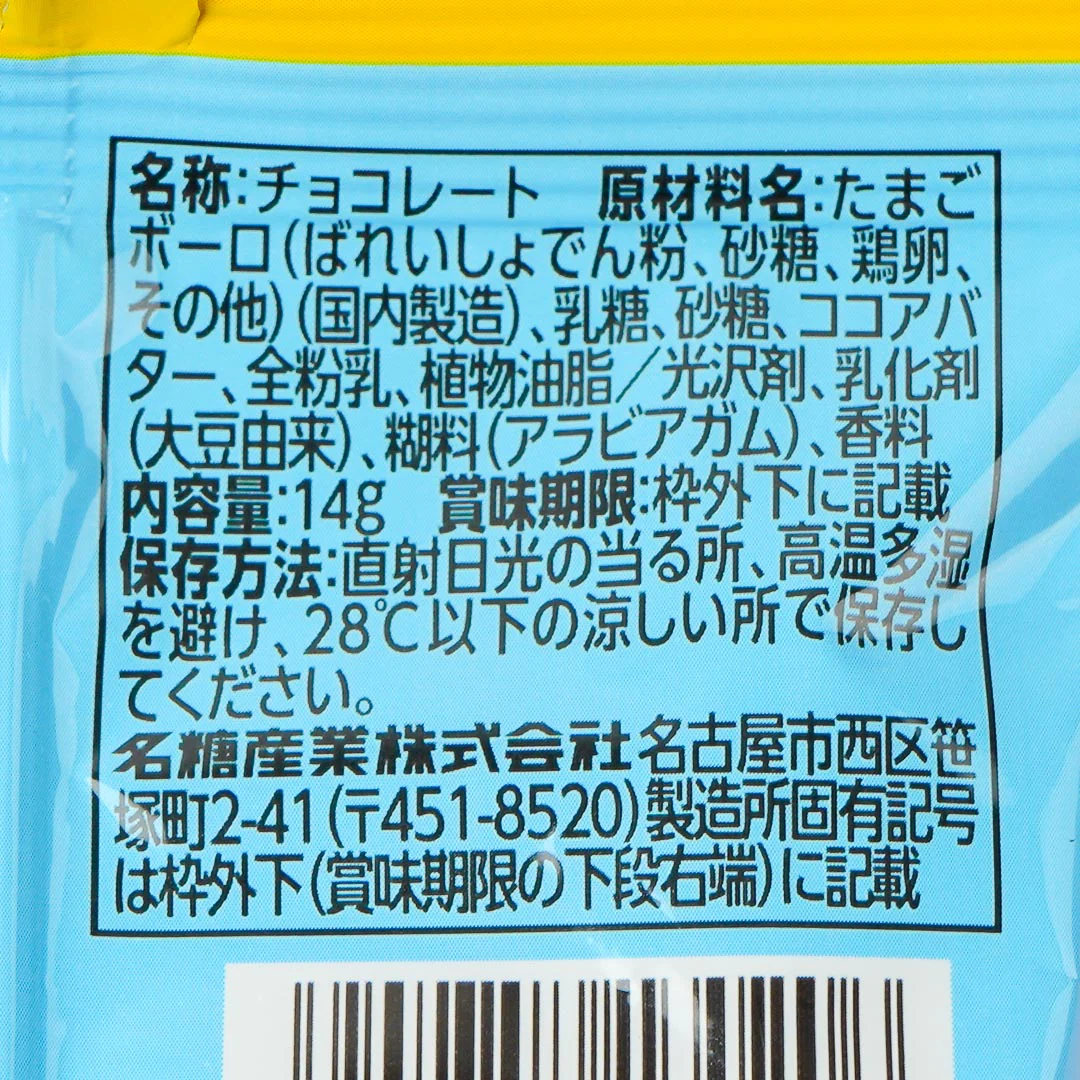 名称:チョコレート 原材料名:たまご
ボーロ(ばれいしょでん粉、砂糖、鶏卵、
その他)(国内製造)、乳糖、砂糖、ココアバ
ター、全粉乳、植物油脂/光沢剤、乳化剤
(大豆由来)、糊料(アラビアガム)、香料
内容量:14g 賞味期限:枠外下に記載
保存方法:直射日光の当る所、高温多湿
を避け、28℃以下の涼しい所で保存し
てください。
名糖産業株式会社 名古屋市西区笹
塚町2-41(〒451-8520)製造所固有記号
は枠外下(賞味期限の下段右端)に記載